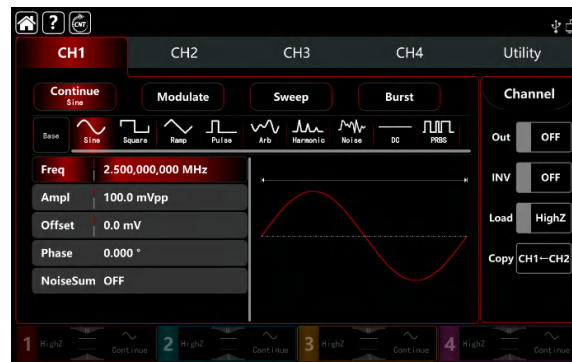 ? CNT
CH1 CH2 CH3 CH4 Utility
Continue Modulate Sweep Burst Channel
Sine
Base Sine Square Ramp Pulse Arb Harmonic Noise DC PRBS
Out OFF
Freq 2.500,000,000 MHz
Ampl 100.0 mVpp
INV OFF
Offset 0.0 mV
Load HighZ
Phase 0.000 °
Copy CH1←CH2
NoiseSum OFF
1 HighZ Continue 2 HighZ Continue 3 HighZ Continue 4 HighZ Continue